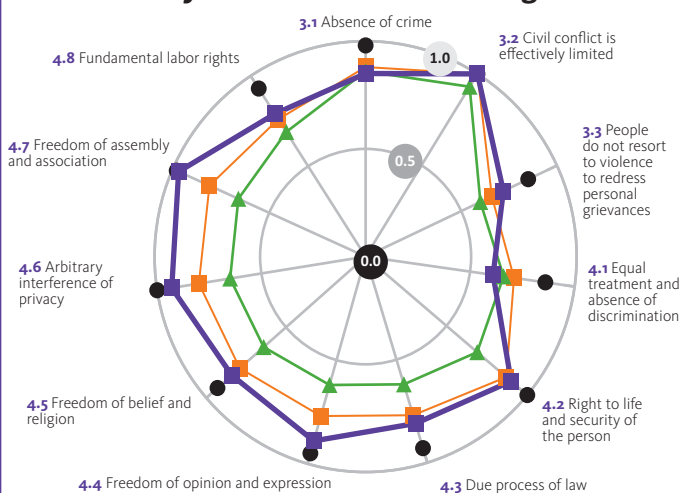 3.1 Absence of crime
3.2 Civil conflict is
effectively limited
4.8 Fundamental labor rights
1.0
3.3 People
do not resort
to violence
to redress
personal
grievances
4.7 Freedom of assembly
and association
0.5
0.0
4.6 Arbitrary
interference of
privacy
4.1 Equal
treatment and
absence of
discrimination
4.5 Freedom of belief and
religion
4.2 Right to life
and security of
the person
4.4 Freedom of opinion and expression
4.3 Due process of law